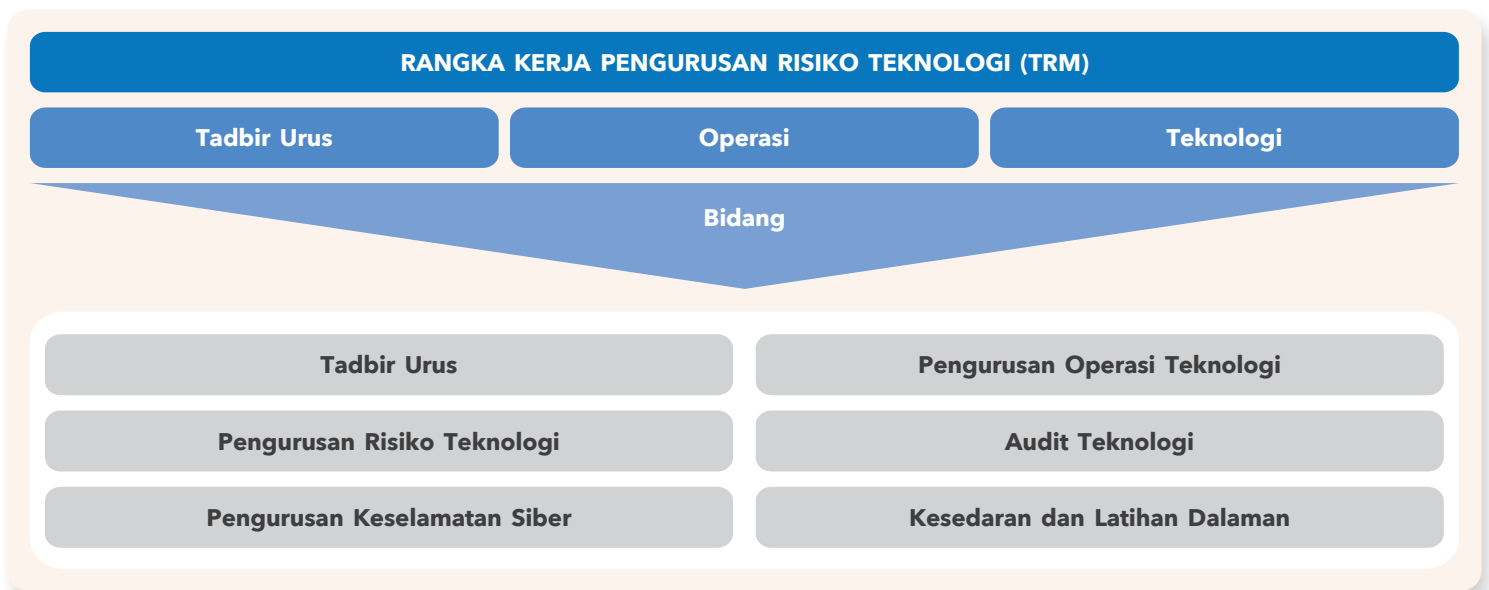 RANGKA KERJA PENGURUSAN RISIKO TEKNOLOGI (TRM)
Tadbir Urus
Operasi
Teknologi
Bidang
Tadbir Urus
Pengurusan Operasi Teknologi
Pengurusan Risiko Teknologi
Audit Teknologi
Pengurusan Keselamatan Siber
Kesedaran dan Latihan Dalaman